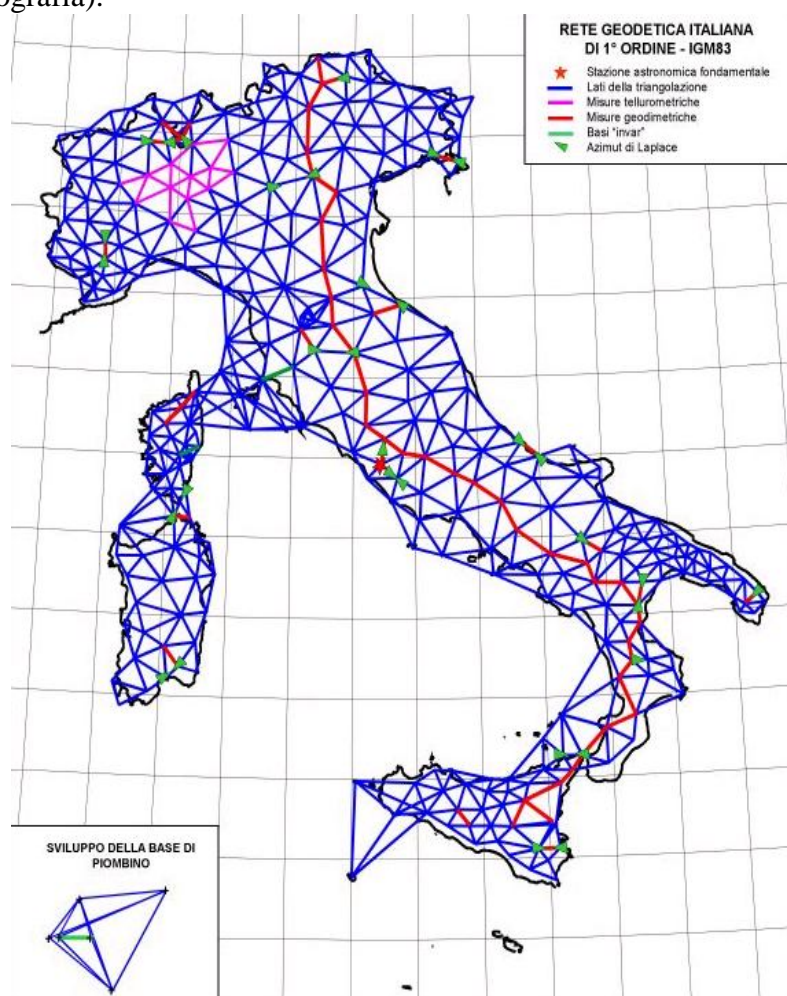 ografia).
RETE GEODETICA ITALIANA
DI 1° ORDINE - IGM83
Stazione astronomica fondamentale
Lati della triangolazione
Misure tellurometriche
Misure geodimetriche
Basi "invar"
Azimut di Laplace
SVILUPPO DELLA BASE DI
PIOMBINO